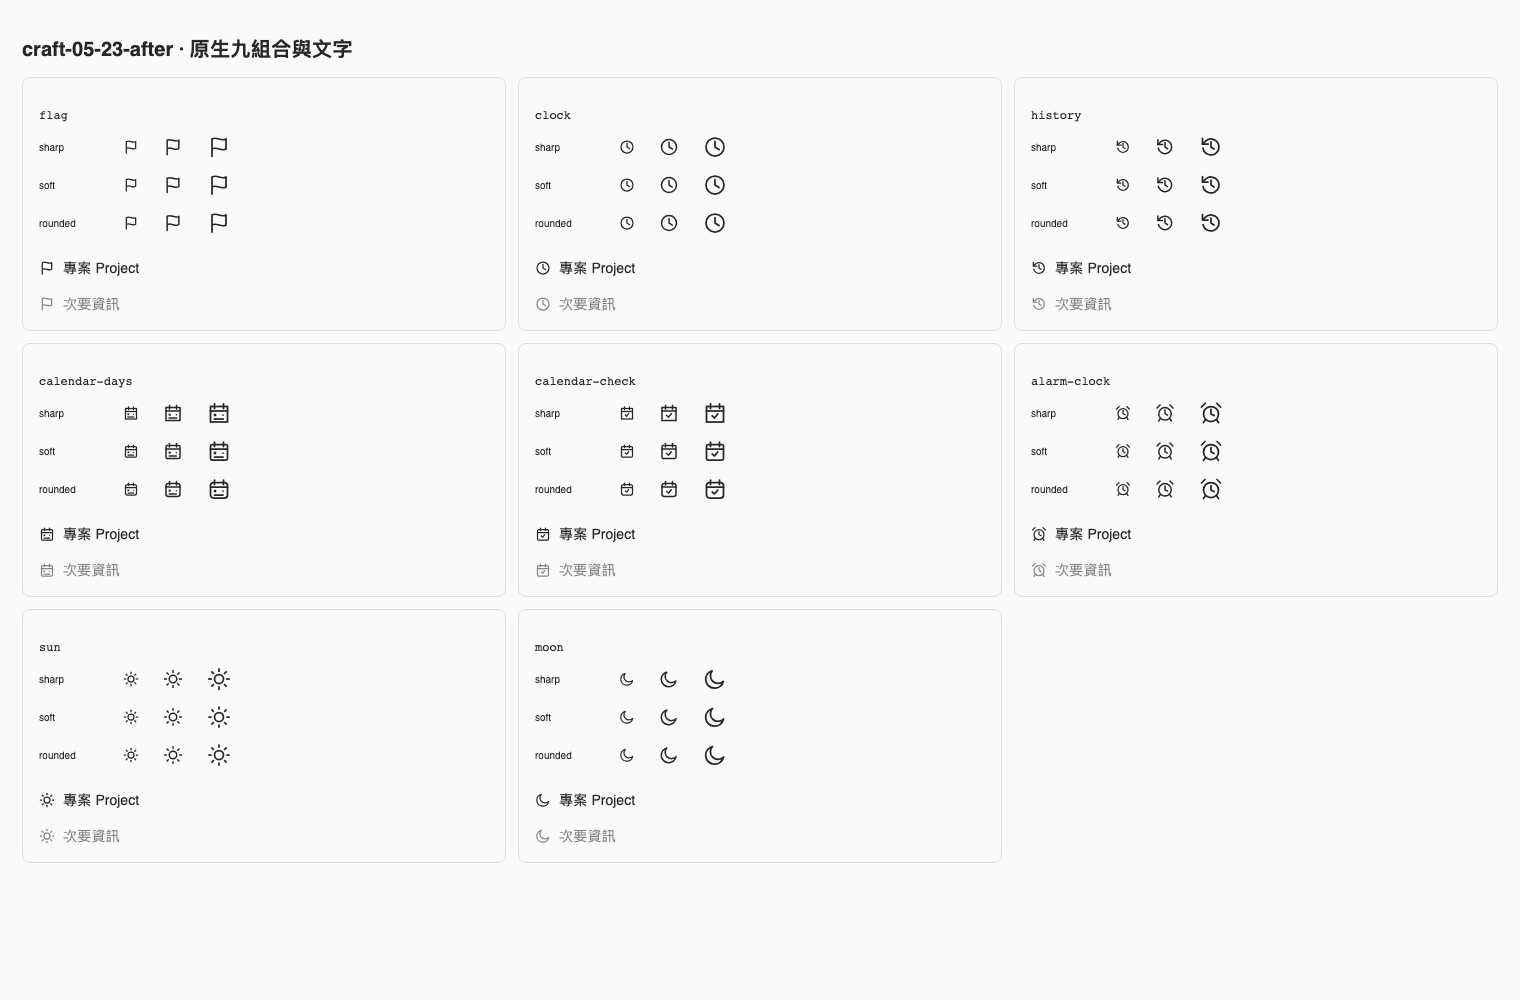 craft-05-23-after · 原生九組合與文字
flag
sharp
soft
rounded
專案 Project
次要資訊
clock
sharp
soft
rounded
專案 Project
次要資訊
history
sharp
soft
rounded
專案 Project
次要資訊
calendar-days
sharp
soft
rounded
專案 Project
次要資訊
calendar-check
sharp
soft
rounded
專案 Project
次要資訊
alarm-clock
sharp
soft
rounded
專案 Project
次要資訊
sun
sharp
soft
rounded
專案 Project
次要資訊
moon
sharp
soft
rounded
專案 Project
次要資訊